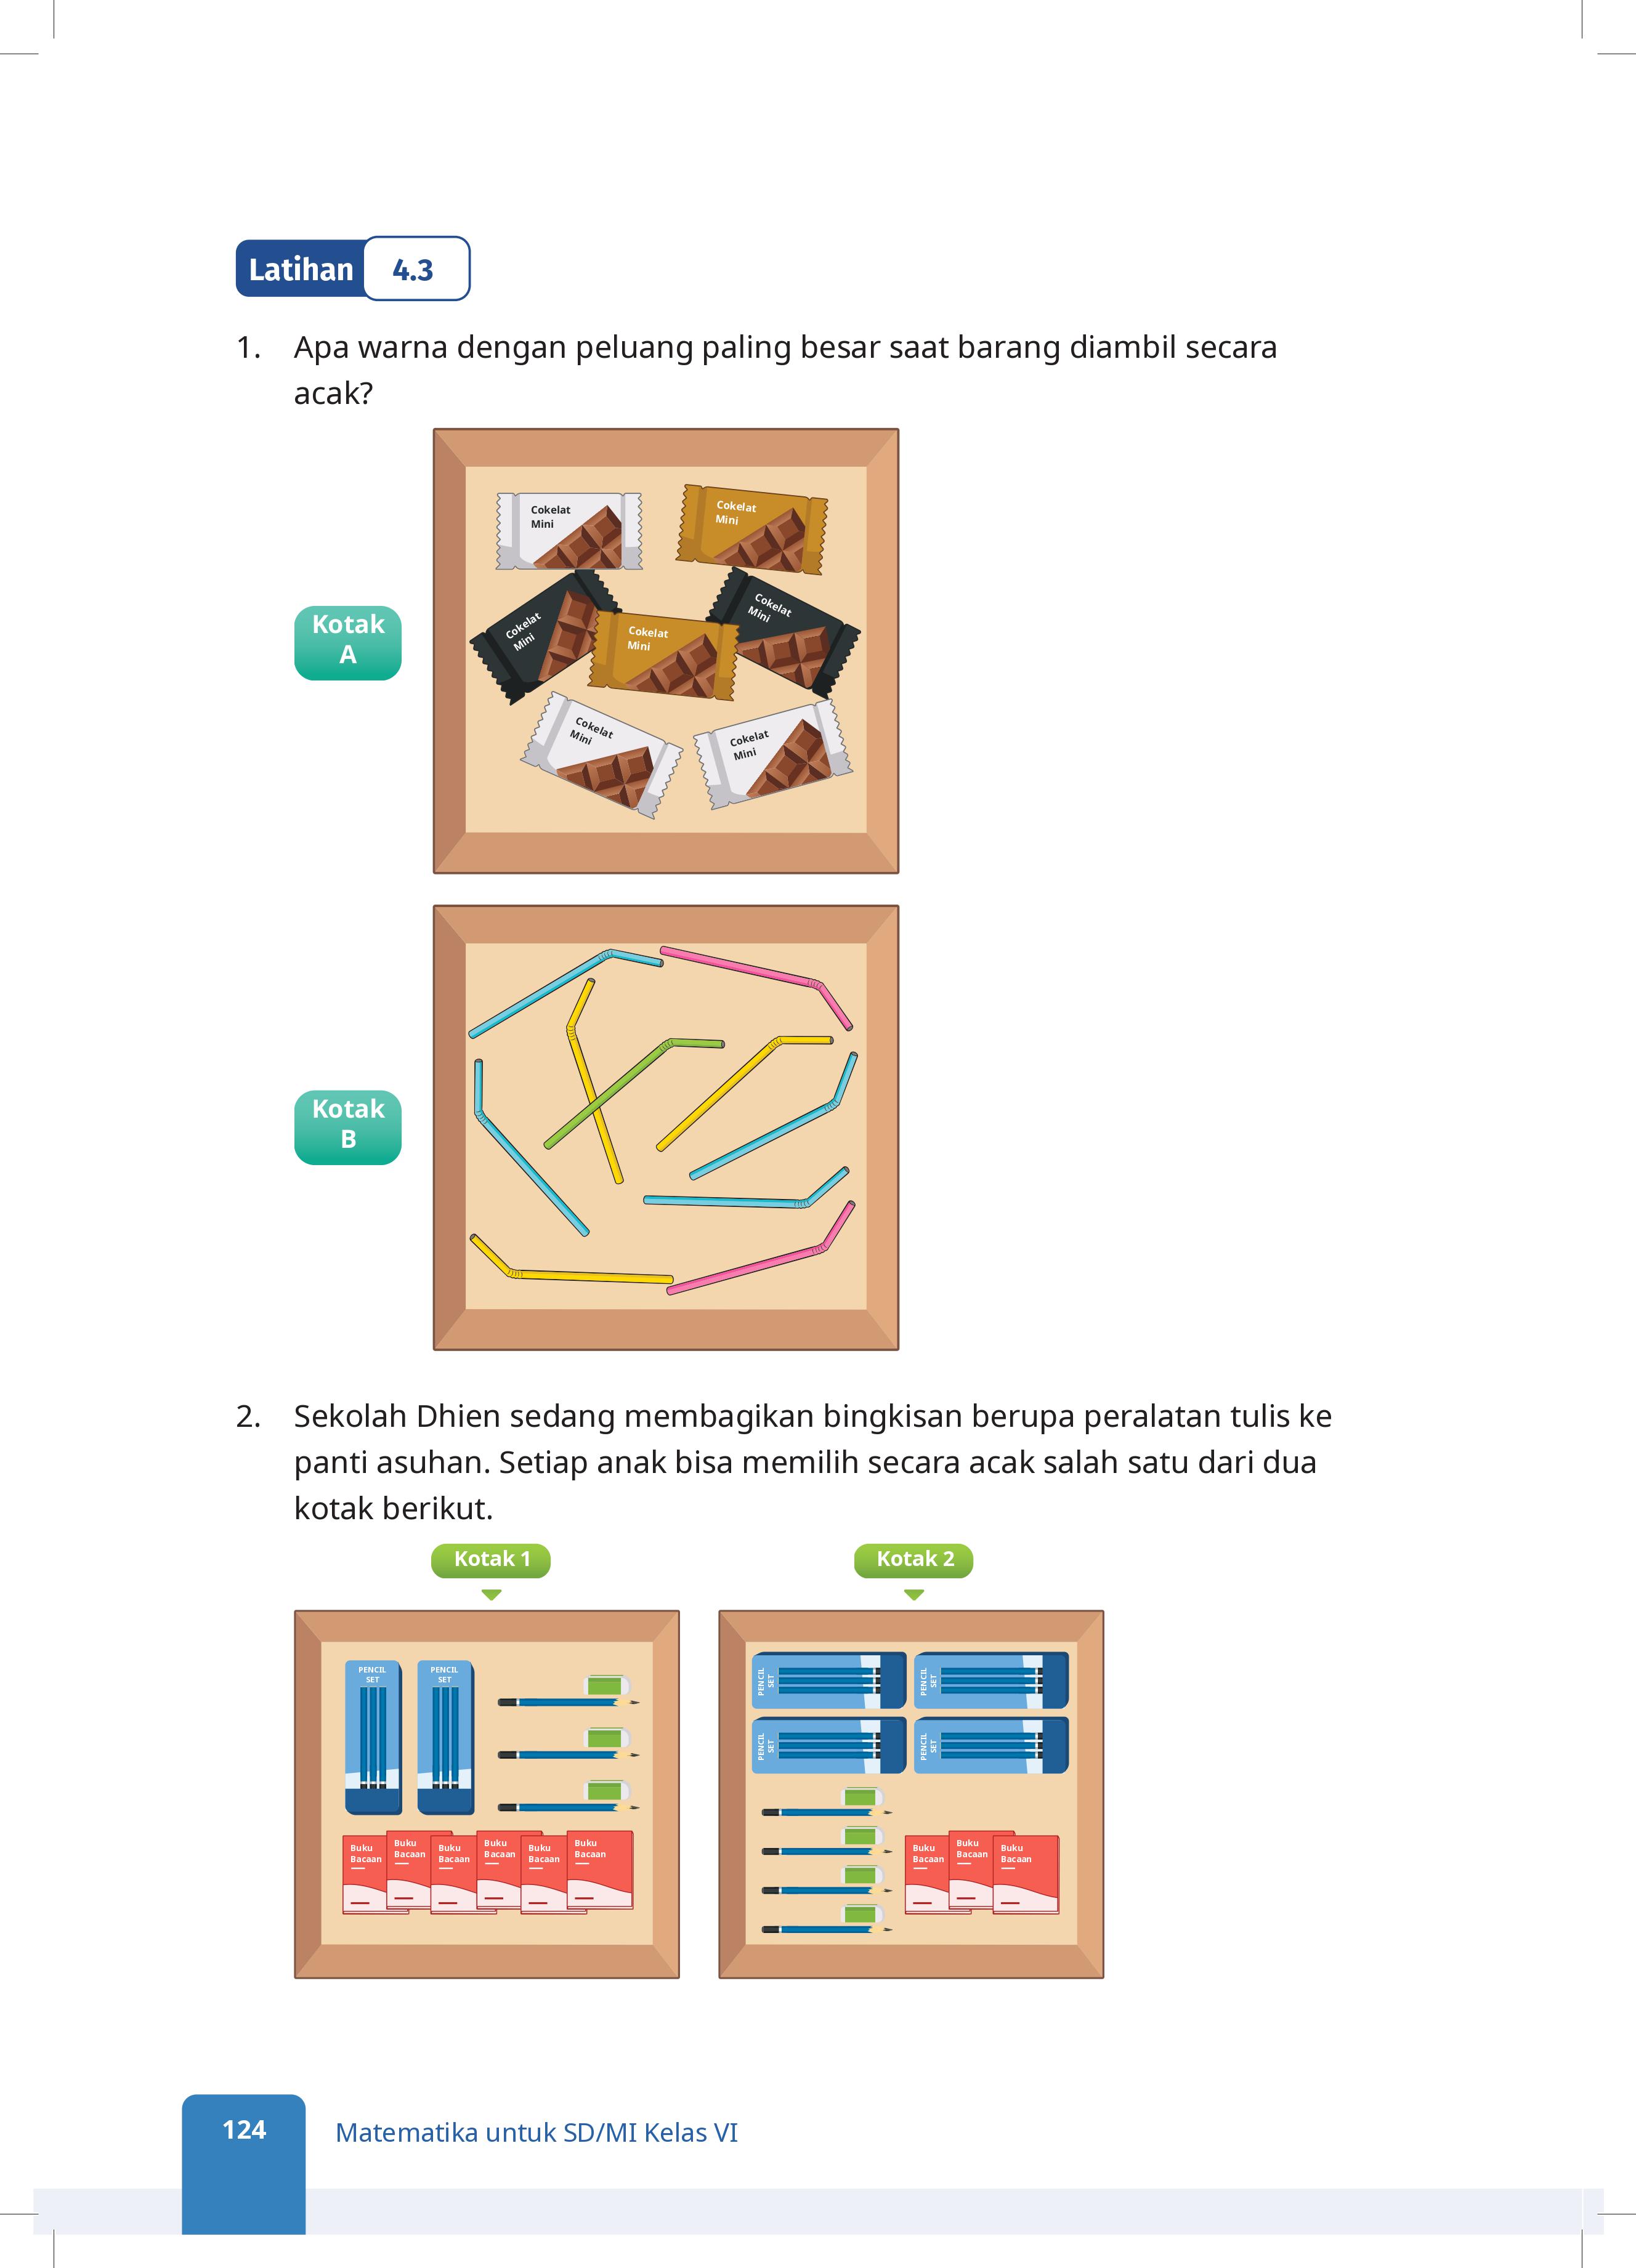 Latihan 4.3
1. Apa warna dengan peluang paling besar saat barang diambil secara
acak?
Kotak
A
Cokelat
Mini
Cokelat
Mini
Cokelat
Mini
Cokelat
Mini
Cokelat
Mini
Cokelat
Mini
Cokelat
Mini
Kotak
B
2. Sekolah Dhien sedang membagikan bingkisan berupa peralatan tulis ke
panti asuhan. Setiap anak bisa memilih secara acak salah satu dari dua
kotak berikut.
Kotak 1
PENCIL
SET
PENCIL
SET
Buku
Bacaan
Buku
Bacaan
Buku
Bacaan
Buku
Bacaan
Buku
Bacaan
Buku
Bacaan
Kotak 2
PENCIL
SET
PENCIL
SET
PENCIL
SET
PENCIL
SET
Buku
Bacaan
Buku
Bacaan
Buku
Bacaan
124 Matematika untuk SD/MI Kelas VI